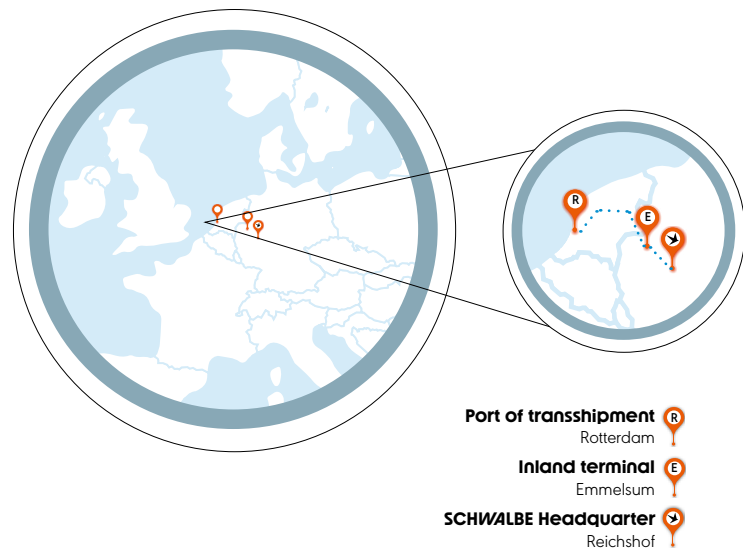 R
E
Port of transshipment R
Rotterdam
Inland terminal E
Emmelsum
SCHWALBE Headquarter
Reichshof